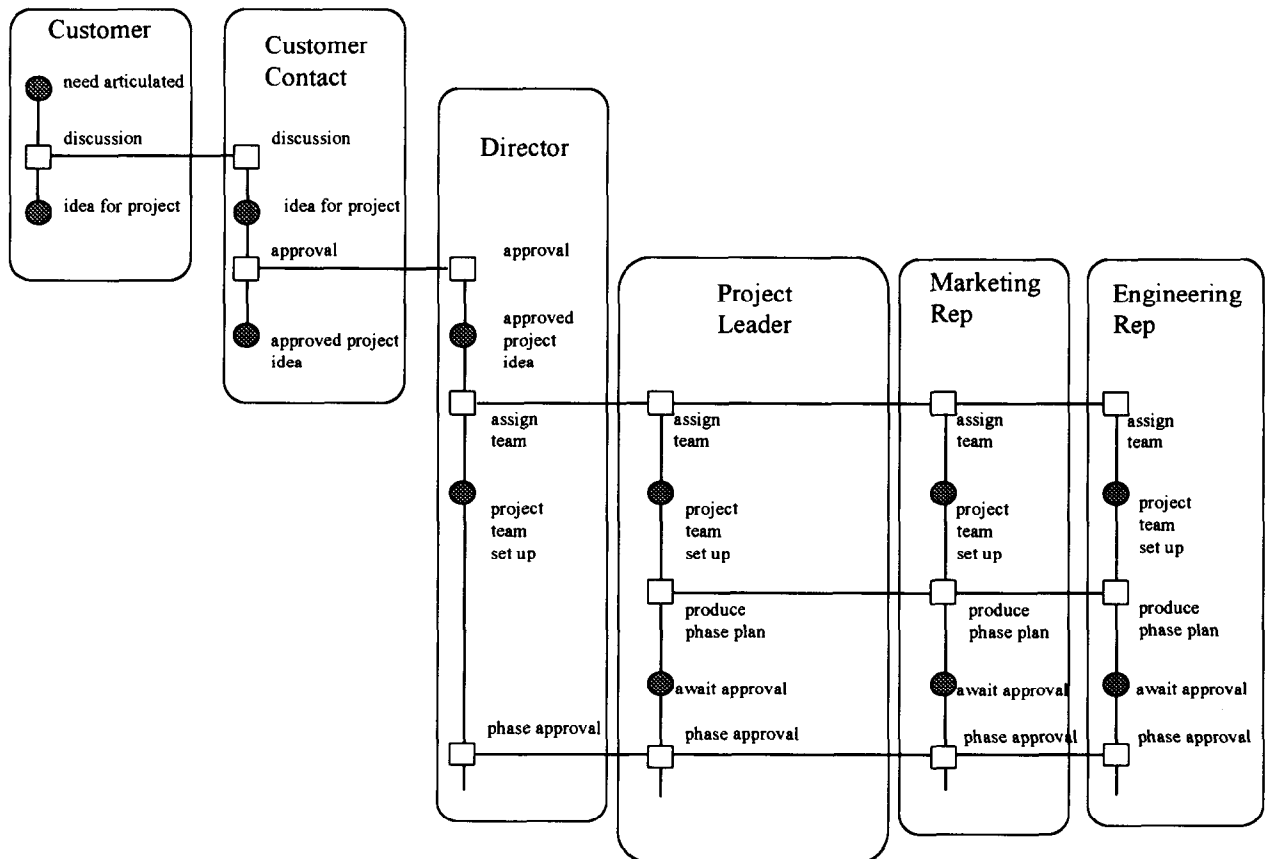 Customer
need articulated
discussion
idea for project
Customer
Contact
discussion
idea for project
approval
approved project
idea
Director
approval
approved
project
idea
assign
team
project
team
set up
phase approval
Project
Leader
assign
team
project
team
set up
produce
phase plan
await approval
phase approval
Marketing
Rep
assign
team
project
team
set up
produce
phase plan
await approval
phase approval
Engineering
Rep
assign
team
project
team
set up
produce
phase plan
await approval
phase approval